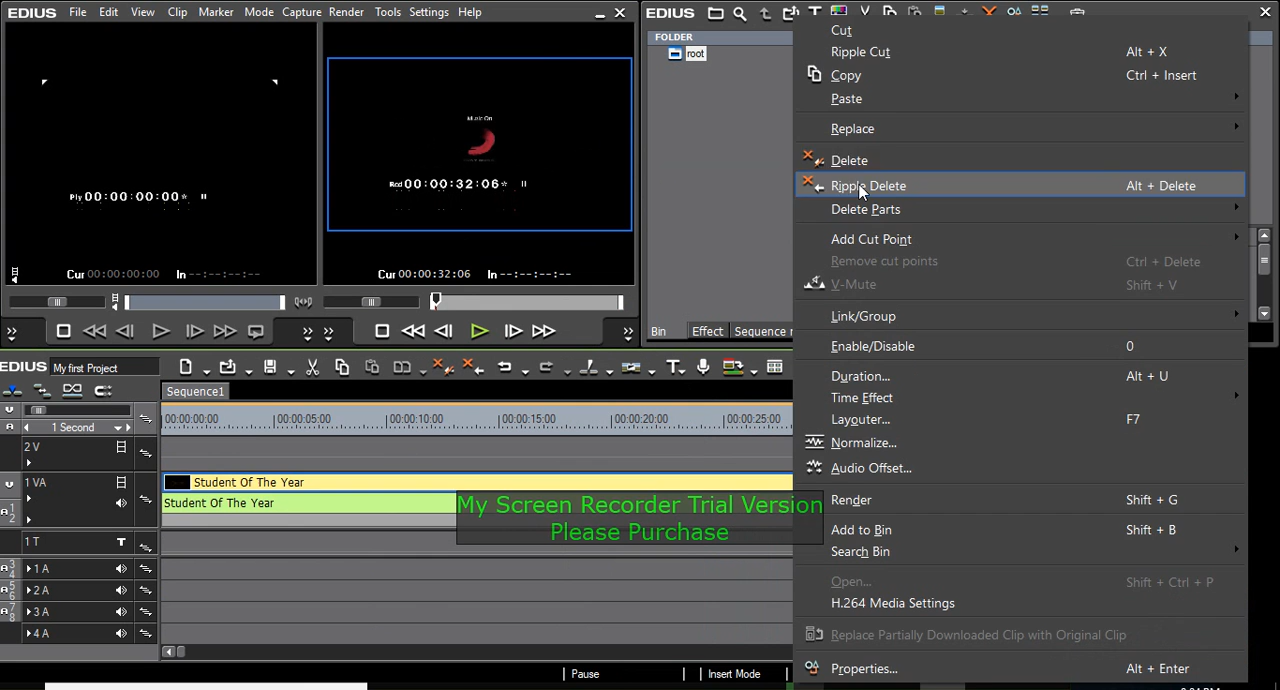 EDIUS File Edit View Clip Marker Mode Capture Render Tools Settings Help
Ply 00:00:00:00* II
Cur 00:00:00:00 In --:--:--:--
Music On
Rcd 00:00:32:06* II
Cur 00:00:32:06 In --:--:--:--
EDIUS
FOLDER
root
Bin Effect
Cut
Ripple Cut Alt + X
Copy Ctrl + Insert
Paste
Replace
Delete
Ripple Delete Alt + Delete
Delete Parts
Add Cut Point
Remove cut points Ctrl + Delete
V-Mute Shift + V
Link/Group
Enable/Disable 0
Duration... Alt + U
Time Effect
Layouter... F7
Normalize...
Audio Offset...
Render Shift + G
Add to Bin Shift + B
Search Bin
Open... Shift + Ctrl + P
H.264 Media Settings
Replace Partially Downloaded Clip with Original Clip
Properties... Alt + Enter
EDIUS My first Project
Sequence1
1 Second
00:00:00:00 00:00:05:00 00:00:10:00 00:00:15:00 00:00:20:00 00:00:25:00
2 V
1 VA
Student Of The Year
Student Of The Year
My Screen Recorder Trial Version
Please Purchase
1 T T
1 A
2 A
3 A
4 A
Pause Insert Mode